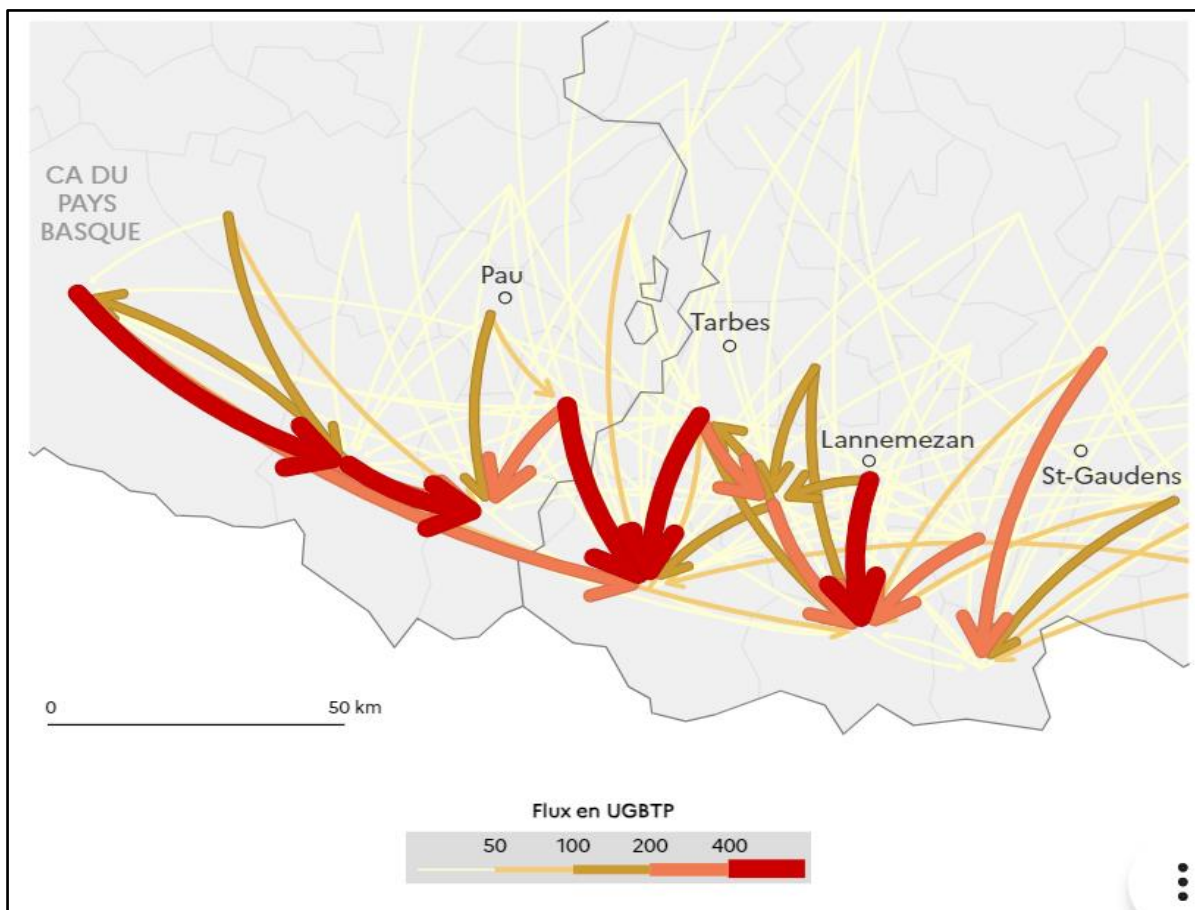 CA DU
PAYS
BASQUE
Pau
Tarbes
Lannemezan
St-Gaudens
0 50 km
Flux en UGBTP
50 100 200 400